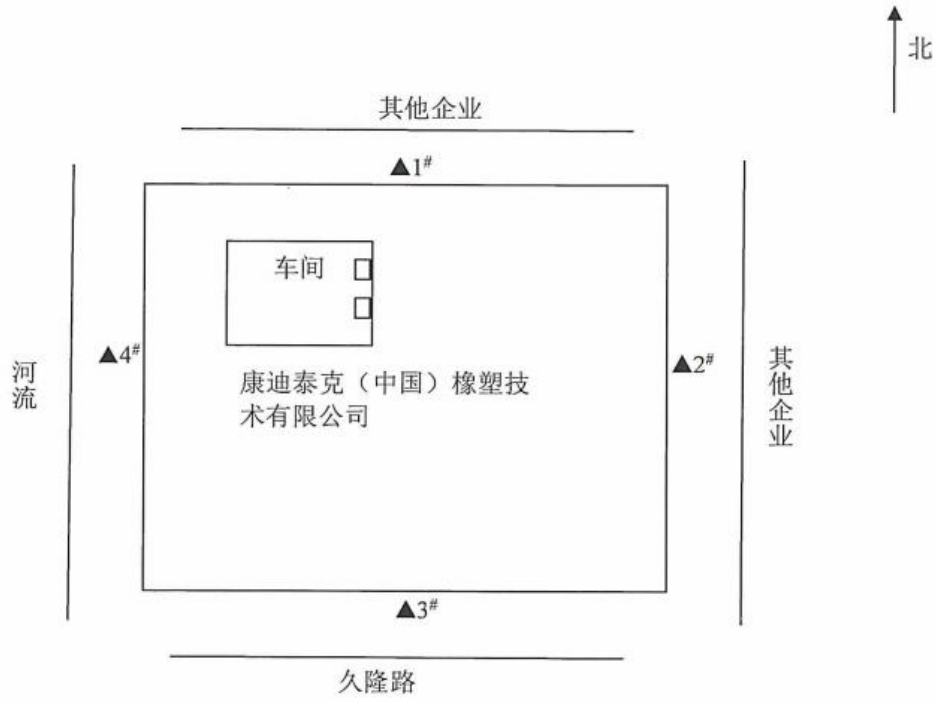 北
其他企业
▲1#
车间
▲4#
▲2#
河流
其他企业
康迪泰克（中国）橡塑技
术有限公司
▲3#
久隆路